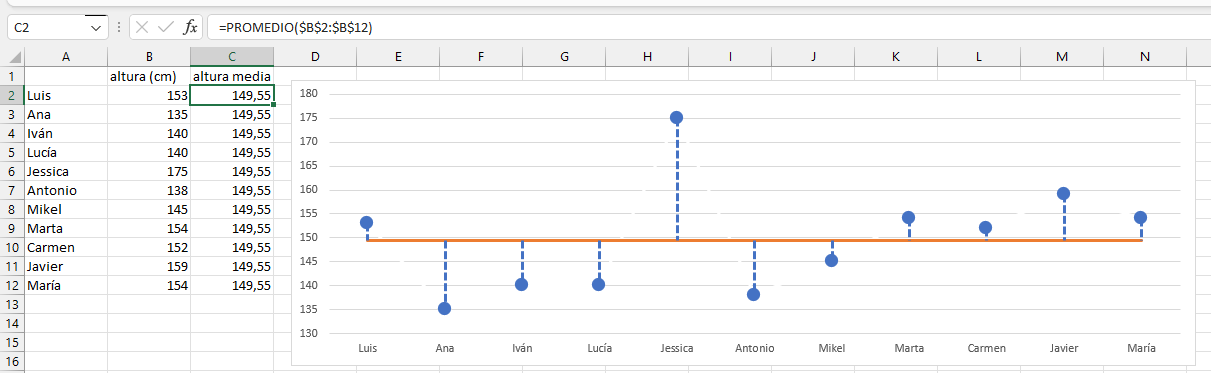 C2 fx =PROMEDIO($B$2:$B$12)
A B C D E F G H I J K L M N
1 altura (cm) altura media
2 Luis 153 149,55
3 Ana 135 149,55
4 Iván 140 149,55
5 Lucía 140 149,55
6 Jessica 175 149,55
7 Antonio 138 149,55
8 Mikel 145 149,55
9 Marta 154 149,55
10 Carmen 152 149,55
11 Javier 159 149,55
12 María 154 149,55
13
14
15
16
180
175
170
165
160
155
150
145
140
135
130
Luis Ana Iván Lucía Jessica Antonio Mikel Marta Carmen Javier María